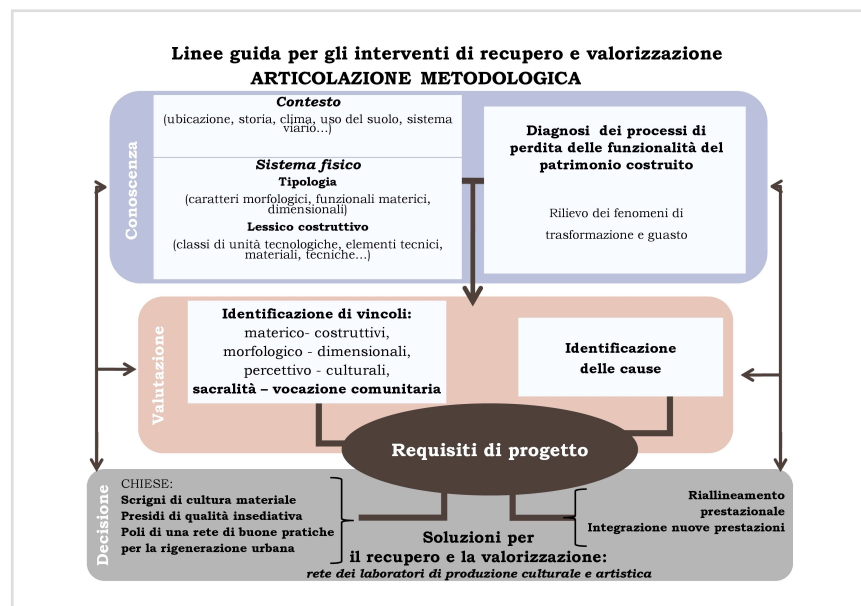 Linee guida per gli interventi di recupero e valorizzazione
ARTICOLAZIONE METODOLOGICA
Conoscenza
Contesto
(ubicazione, storia, clima, uso del suolo, sistema
viario...)
Sistema fisico
Tipologia
(caratteri morfologici, funzionali materici,
dimensionali)
Lessico costruttivo
(classi di unità tecnologiche, elementi tecnici,
materiali, tecniche...)
Diagnosi dei processi di
perdita delle funzionalità del
patrimonio costruito
Rilievo dei fenomeni di
trasformazione e guasto
Valutazione
Identificazione di vincoli:
materico- costruttivi,
morfologico - dimensionali,
percettivo - culturali,
sacralità – vocazione comunitaria
Identificazione
delle cause
Requisiti di progetto
Decisione
CHIESE:
Scrigni di cultura materiale
Presidi di qualità insediativa
Poli di una rete di buone pratiche
per la rigenerazione urbana
Riallineamento
prestazionale
Integrazione nuove prestazioni
Soluzioni per
il recupero e la valorizzazione:
rete dei laboratori di produzione culturale e artistica